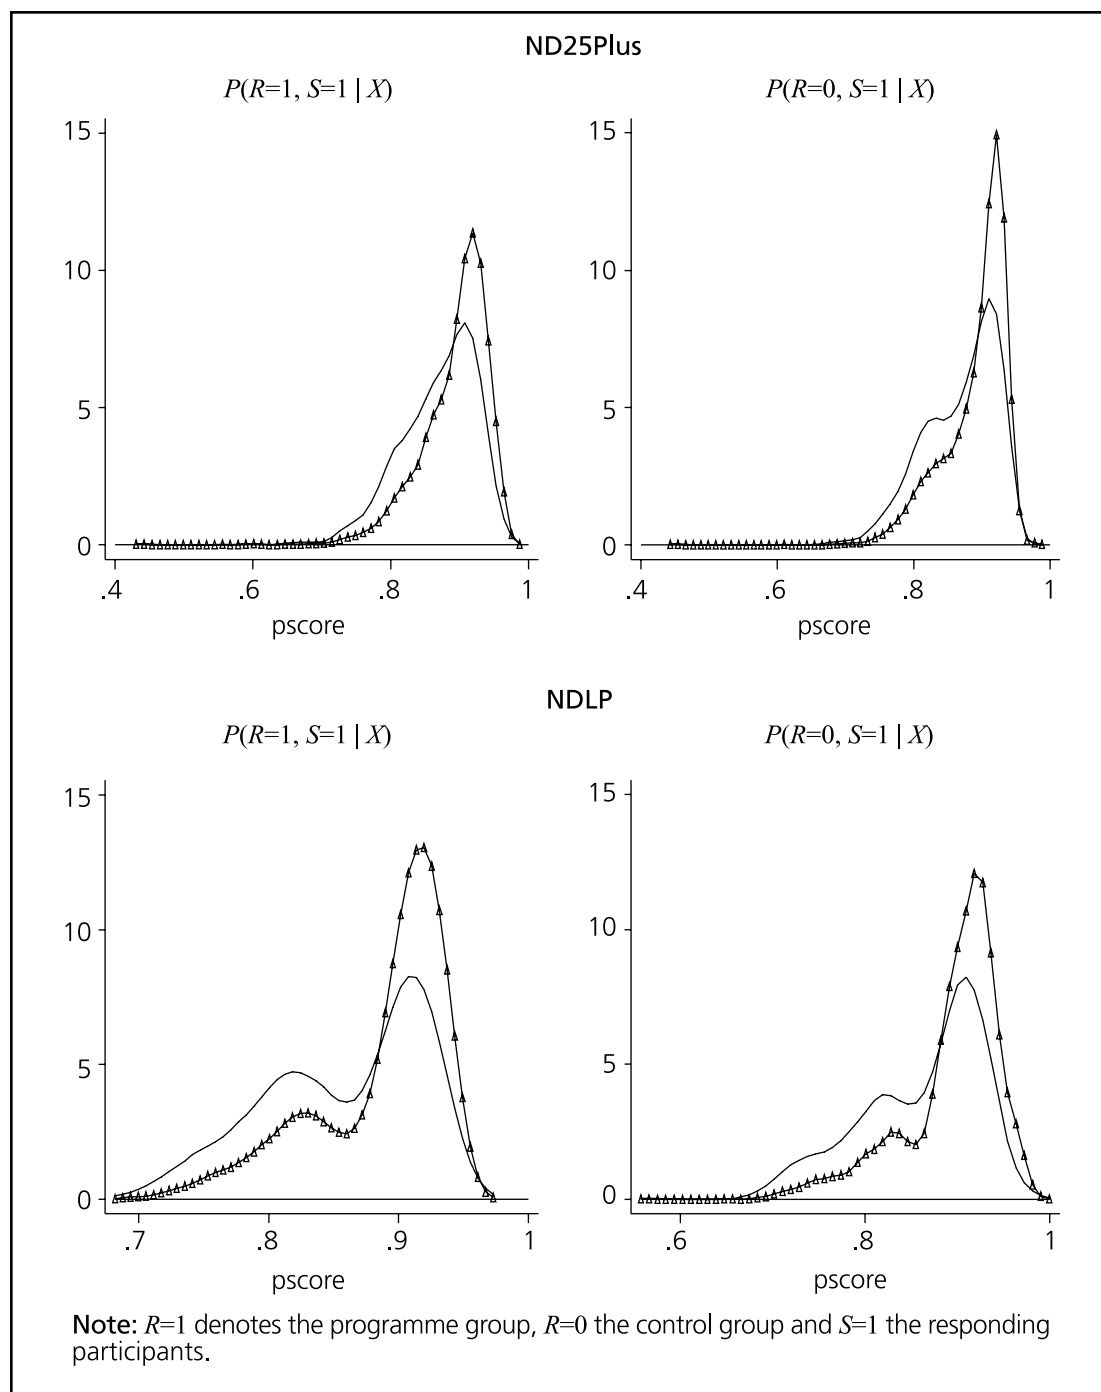 ND25Plus
P(R=1, S=1 | X)
P(R=0, S=1 | X)
15
10
5
0
.4 .6 .8 1
pscore
15
10
5
0
.4 .6 .8 1
pscore
NDLP
P(R=1, S=1 | X)
P(R=0, S=1 | X)
15
10
5
0
.7 .8 .9 1
pscore
15
10
5
0
.6 .8 1
pscore
Note: R=1 denotes the programme group, R=0 the control group and S=1 the responding
participants.